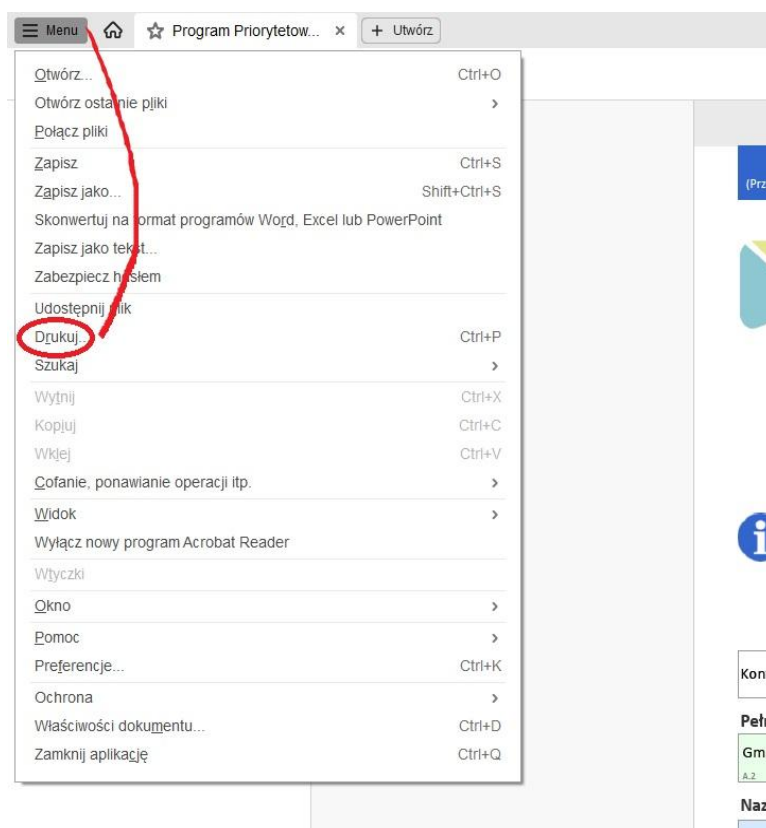 Menu Program Priorytetow... × + Utwórz
Otwórz... Ctrl+O
Otwórz ostatnie pliki >
Połącz pliki
Zapisz Ctrl+S
Zapisz jako... Shift+Ctrl+S
Skonwertuj na format programów Word, Excel lub PowerPoint
Zapisz jako tekst...
Zabezpiecz hasłem
Udostępnij plik
Drukuj... Ctrl+P
Szukaj >
Wytnij Ctrl+X
Kopiuj Ctrl+C
Wklej Ctrl+V
Cofanie, ponawianie operacji itp. >
Widok >
Wyłącz nowy program Acrobat Reader
Wtyczki
Okno >
Pomoc >
Preferencje... Ctrl+K
Ochrona >
Właściwości dokumentu... Ctrl+D
Zamknij aplikację Ctrl+Q
(Prz
i
Kon
Peł
Gm
A.2
Naz